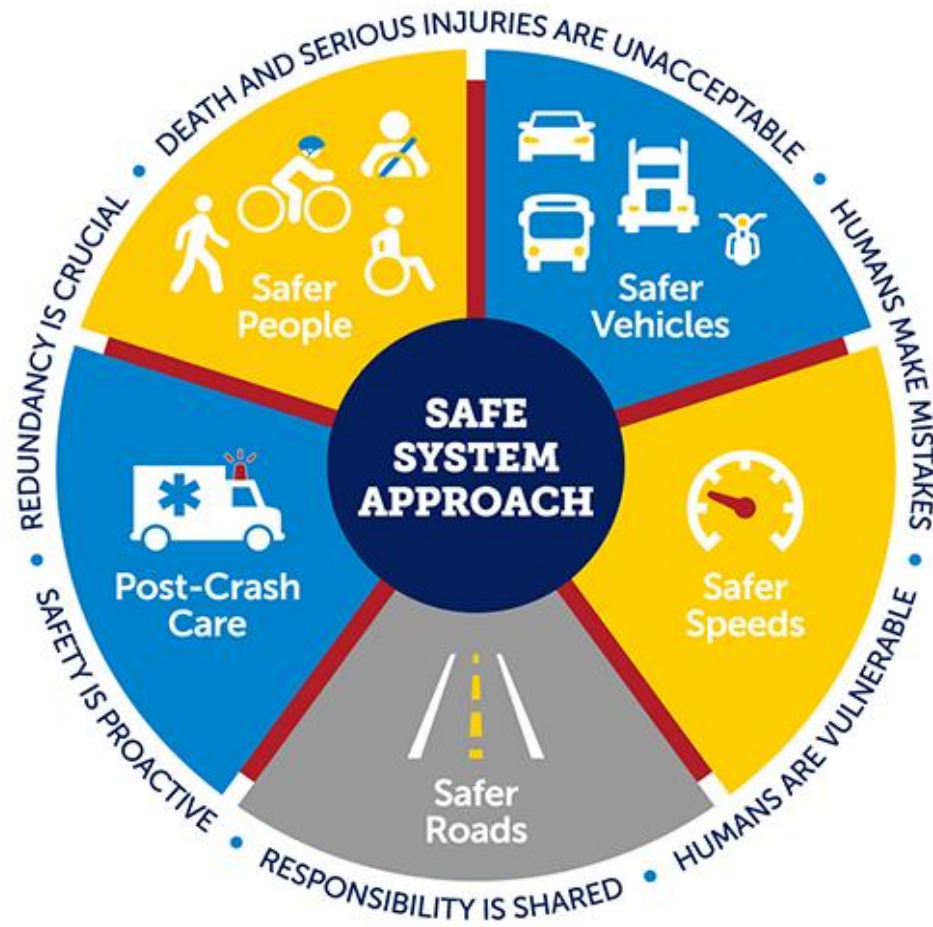 DEATH AND SERIOUS INJURIES ARE UNACCEPTABLE
HUMANS MAKE MISTAKES
HUMANS ARE VULNERABLE
RESPONSIBILITY IS SHARED
SAFETY IS PROACTIVE
REDUNDANCY IS CRUCIAL
Safer
People
Safer
Vehicles
SAFE
SYSTEM
APPROACH
Post-Crash
Care
Safer
Speeds
Safer
Roads